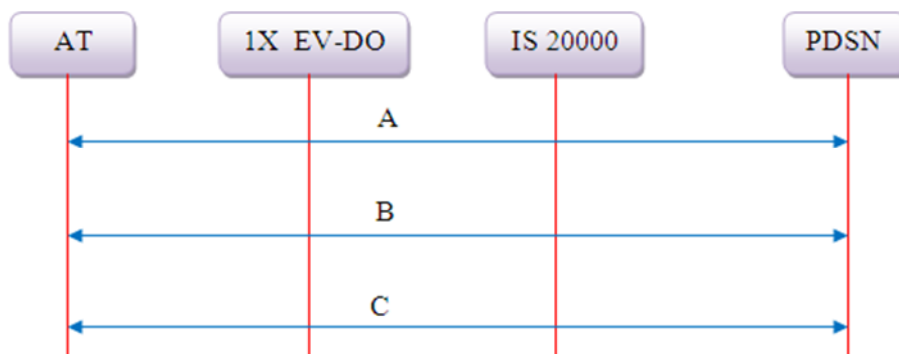 AT
1X EV-DO
IS 20000
PDSN
A
B
C